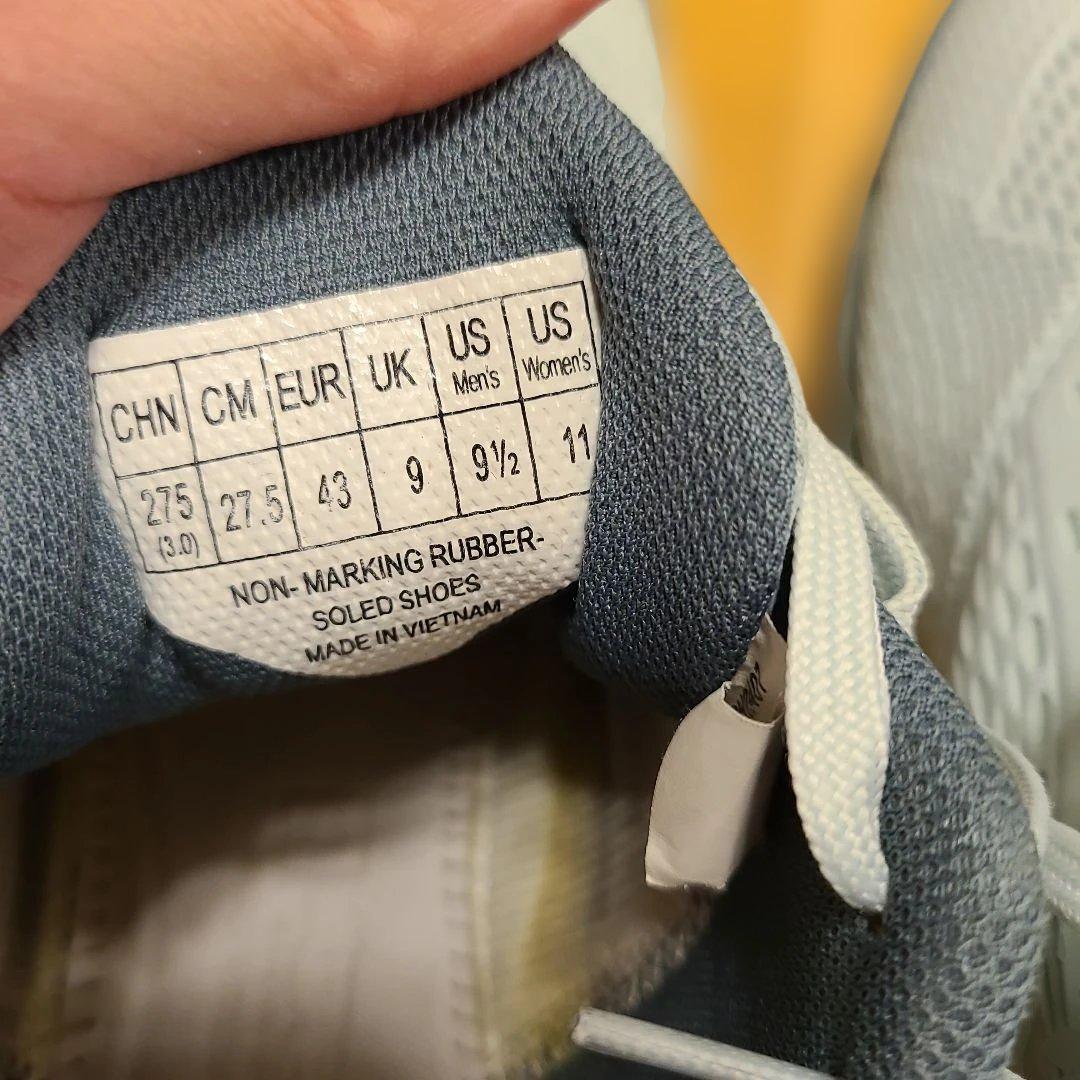 CHN CM EUR UK US Men's US Women's
275 (3.0) 27.5 43 9 9½ 11
NON- MARKING RUBBER-
SOLED SHOES
MADE IN VIETNAM